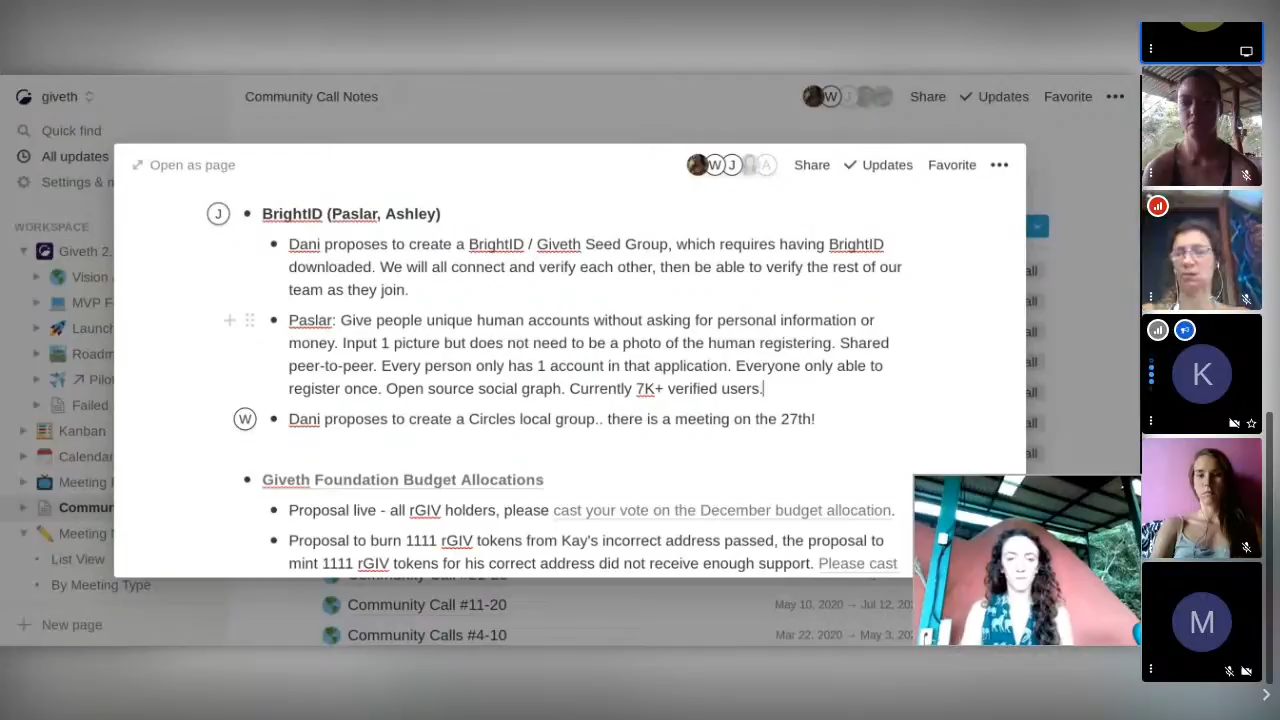 giveth
Community Call Notes
W
J
Share
Updates
Favorite
Quick find
All updates
Settings & m
WORKSPACE
Giveth 2.
Vision
MVP F
Launch
Roadm
Pilot
Failed
Kanban
Calendar
Meeting
Commun
Meeting N
List View
By Meeting Type
New page
Open as page
W
J
A
Share
Updates
Favorite
J
BrightID (Paslar, Ashley)
Dani proposes to create a BrightID / Giveth Seed Group, which requires having BrightID
downloaded. We will all connect and verify each other, then be able to verify the rest of our
team as they join.
Paslar: Give people unique human accounts without asking for personal information or
money. Input 1 picture but does not need to be a photo of the human registering. Shared
peer-to-peer. Every person only has 1 account in that application. Everyone only able to
register once. Open source social graph. Currently 7K+ verified users.
W
Dani proposes to create a Circles local group.. there is a meeting on the 27th!
Giveth Foundation Budget Allocations
Proposal live - all rGIV holders, please cast your vote on the December budget allocation.
Proposal to burn 1111 rGIV tokens from Kay's incorrect address passed, the proposal to
mint 1111 rGIV tokens for his correct address did not receive enough support. Please cast
Community Call #11-20
May 10, 2020 → Jul 12, 202
Community Calls #4-10
Mar 22, 2020 → May 3, 202
K
M